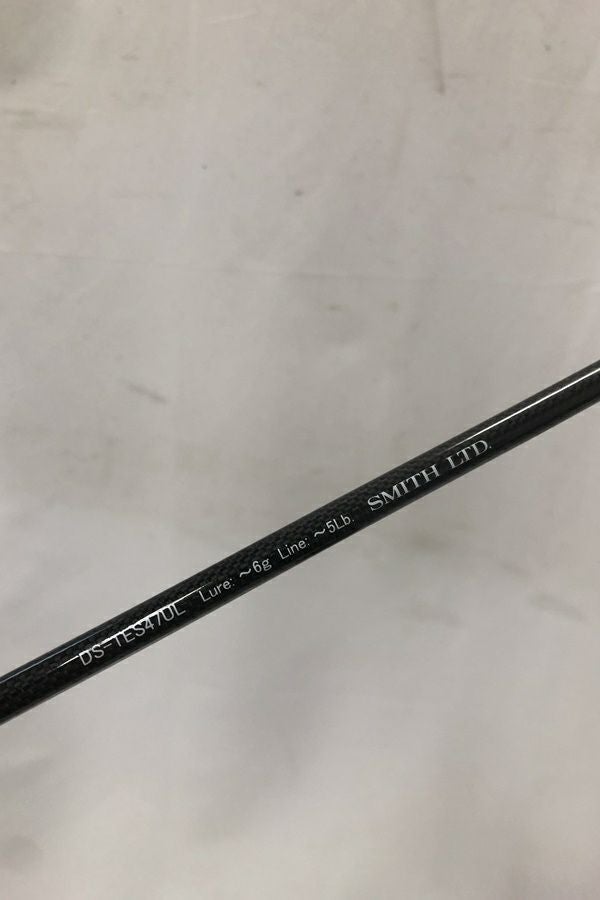 DS-TES47UL Lure: ～6g Line: ～5Lb. SMITH LTD.